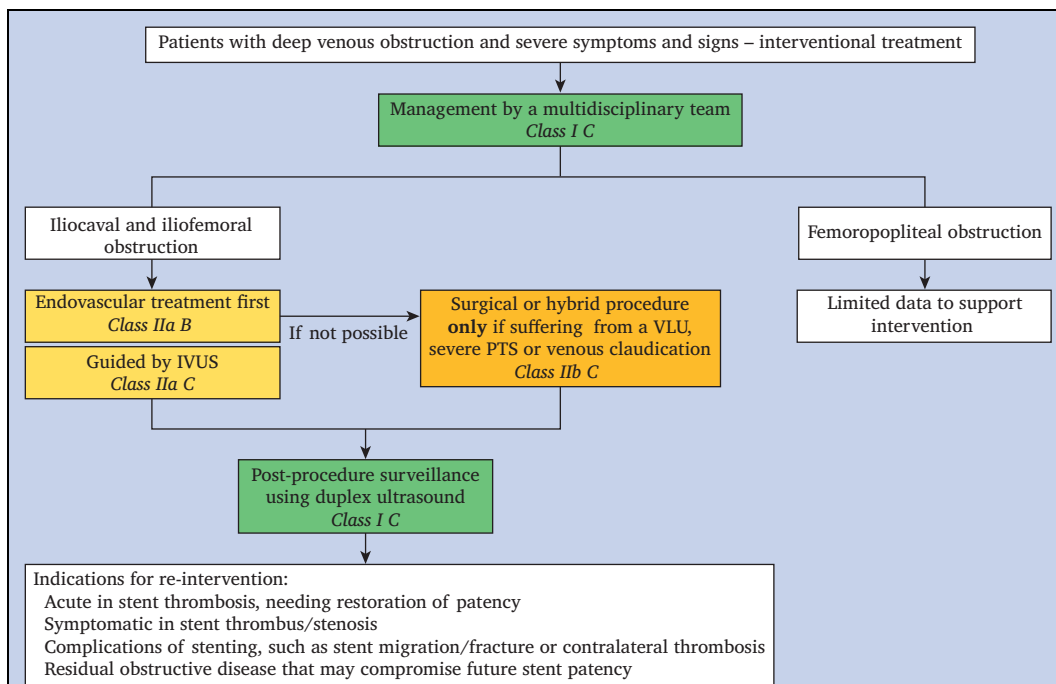 Patients with deep venous obstruction and severe symptoms and signs – interventional treatment
Management by a multidisciplinary team
Class I C
Iliocaval and iliofemoral
obstruction
Femoropopliteal obstruction
Endovascular treatment first
Class IIa B
If not possible
Surgical or hybrid procedure
only if suffering from a VLU,
severe PTS or venous claudication
Class IIb C
Limited data to support
intervention
Guided by IVUS
Class IIa C
Post-procedure surveillance
using duplex ultrasound
Class I C
Indications for re-intervention:
Acute in stent thrombosis, needing restoration of patency
Symptomatic in stent thrombus/stenosis
Complications of stenting, such as stent migration/fracture or contralateral thrombosis
Residual obstructive disease that may compromise future stent patency